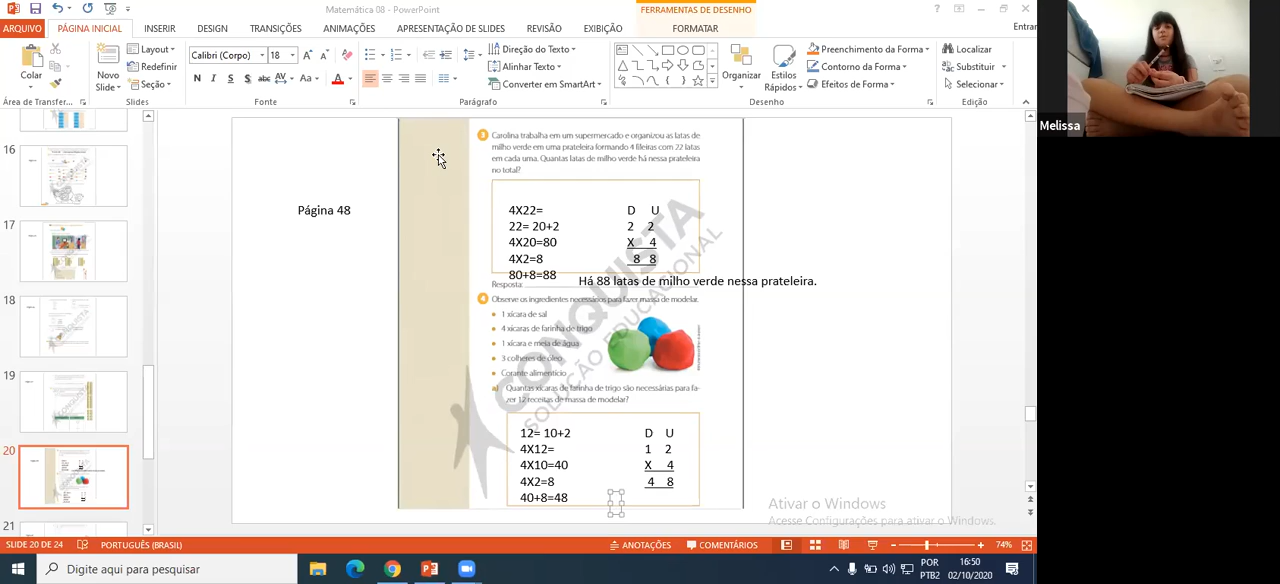 Matemática 08 - PowerPoint
FERRAMENTAS DE DESENHO
ARQUIVO
PÁGINA INICIAL
INSERIR
DESIGN
TRANSIÇÕES
ANIMAÇÕES
APRESENTAÇÃO DE SLIDES
REVISÃO
EXIBIÇÃO
FORMATAR
Entrar
Colar
Novo
Slide
Layout
Redefinir
Seção
Calibri (Corpo)
18
Direção do Texto
Alinhar Texto
Converter em SmartArt
Organizar
Estilos
Rápidos
Preenchimento da Forma
Contorno da Forma
Efeitos de Forma
Localizar
Substituir
Selecionar
Área de Transfer...
Slides
Fonte
Parágrafo
Desenho
Edição
Melissa
16
17
18
19
20
21
Página 48
3 Carolina trabalha em um supermercado e organizou as latas de
milho verde em uma prateleira formando 4 fileiras com 22 latas
em cada uma. Quantas latas de milho verde há nessa prateleira
no total?
4X22=
22= 20+2
4X20=80
4X2=8
80+8=88
D U
2 2
X 4
8 8
Resposta:
Há 88 latas de milho verde nessa prateleira.
4 Observe os ingredientes necessários para fazer massa de modelar.
• 1 xícara de sal
• 4 xícaras de farinha de trigo
• 1 xícara e meia de água
• 3 colheres de óleo
• Corante alimentício
a) Quantas xícaras de farinha de trigo são necessárias para fa-
zer 12 receitas de massa de modelar?
12= 10+2
4X12=
4X10=40
4X2=8
40+8=48
D U
1 2
X 4
4 8
CONQUISTA
SOLUÇÃO EDUCACIONAL
Ativar o Windows
Acesse Configurações para ativar o Windows.
SLIDE 20 DE 24
PORTUGUÊS (BRASIL)
ANOTAÇÕES
COMENTÁRIOS
74%
Digite aqui para pesquisar
POR
PTB2
16:50
02/10/2020